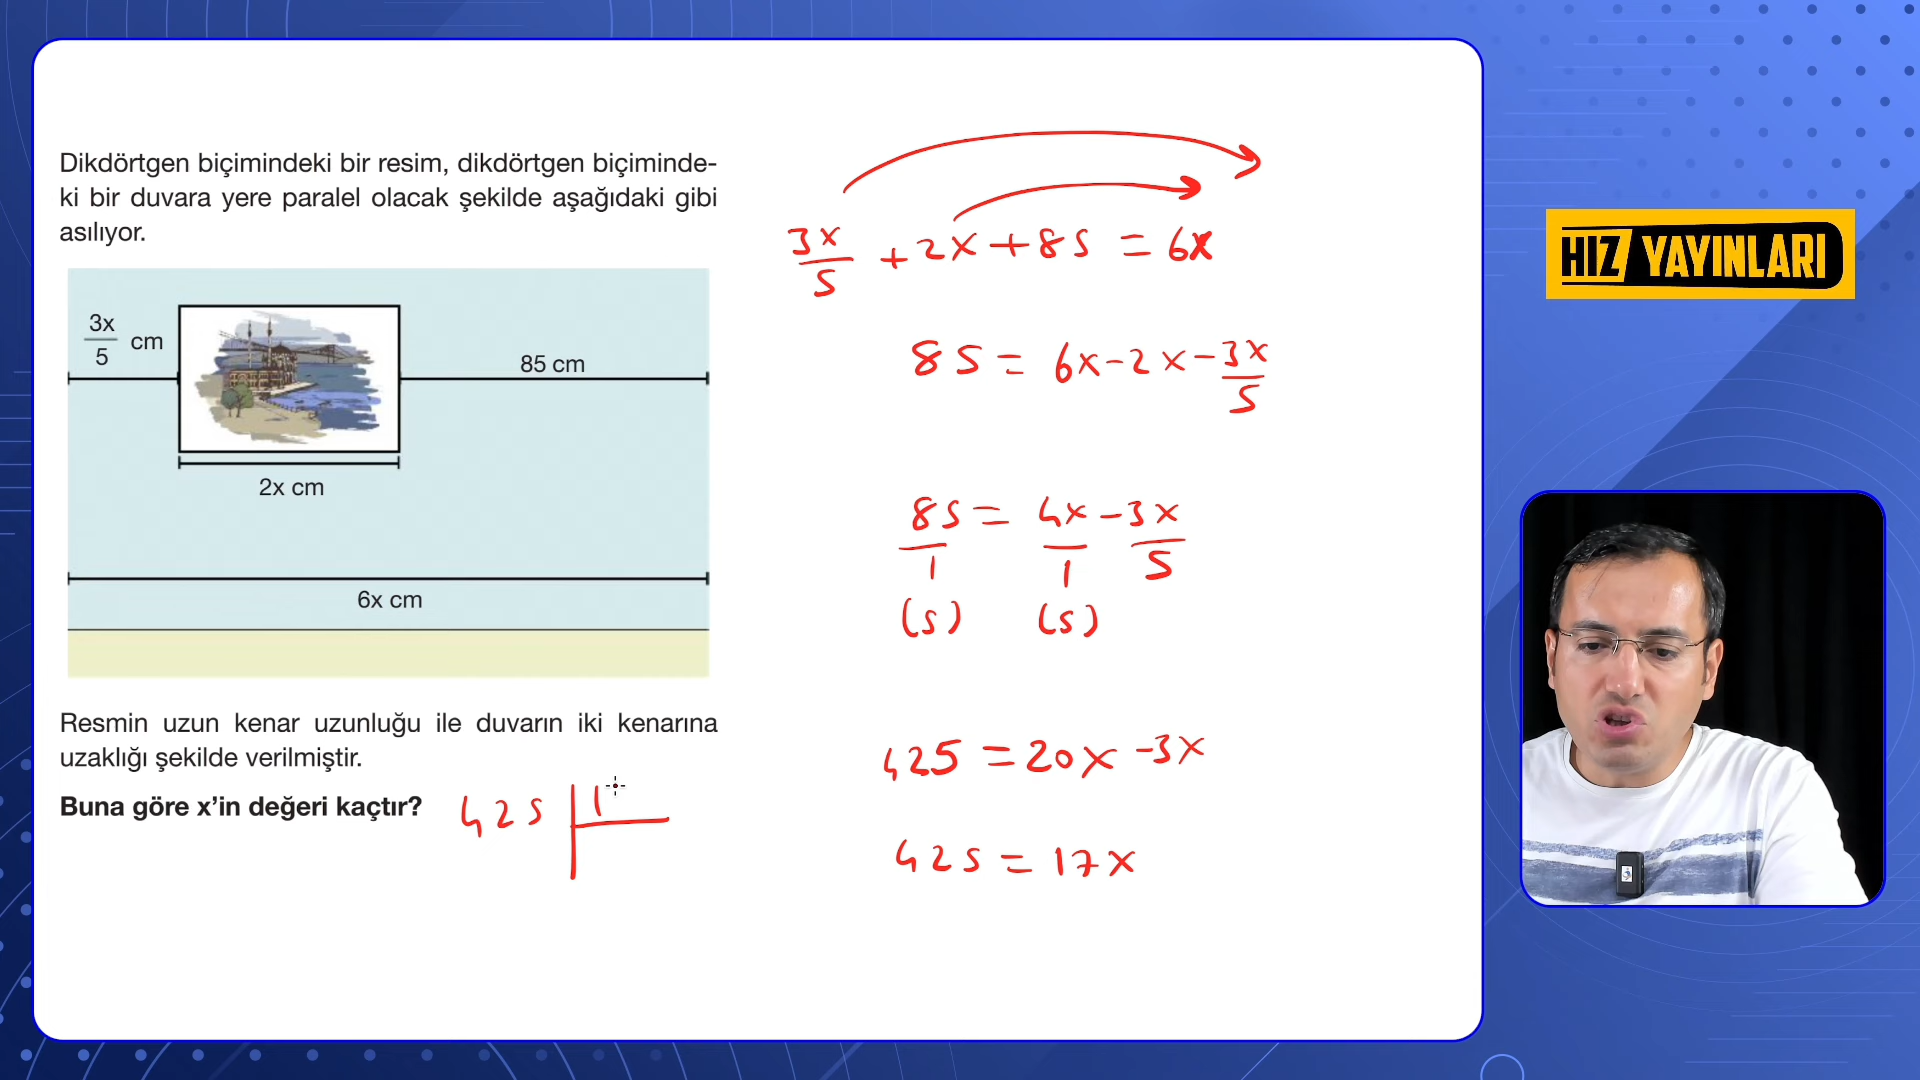 Dikdörtgen biçimindeki bir resim, dikdörtgen biçiminde-
ki bir duvara yere paralel olacak şekilde aşağıdaki gibi
asılıyor.
3x/5 cm
85 cm
2x cm
6x cm
Resmin uzun kenar uzunluğu ile duvarın iki kenarına
uzaklığı şekilde verilmiştir.
Buna göre x’in değeri kaçtır?
425 | 1
3x/5 + 2x + 85 = 6x
85 = 6x - 2x - 3x/5
85/1 = 4x/1 - 3x/5
(5) (5)
425 = 20x - 3x
425 = 17x
HIZ YAYINLARI